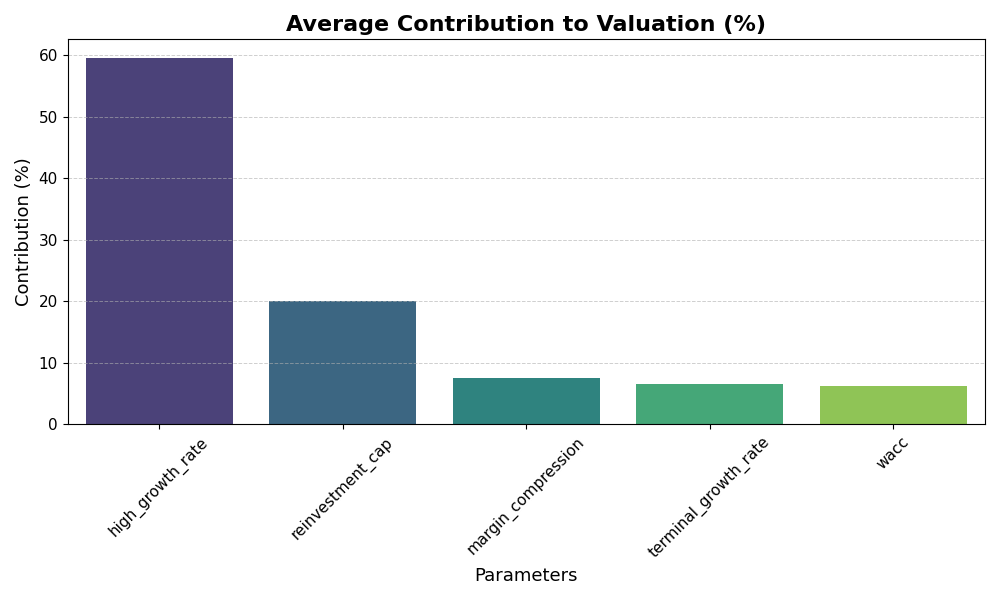 Average Contribution to Valuation (%)
Contribution (%)
60
50
40
30
20
10
0
high_growth_rate
reinvestment_cap
margin_compression
terminal_growth_rate
wacc
Parameters